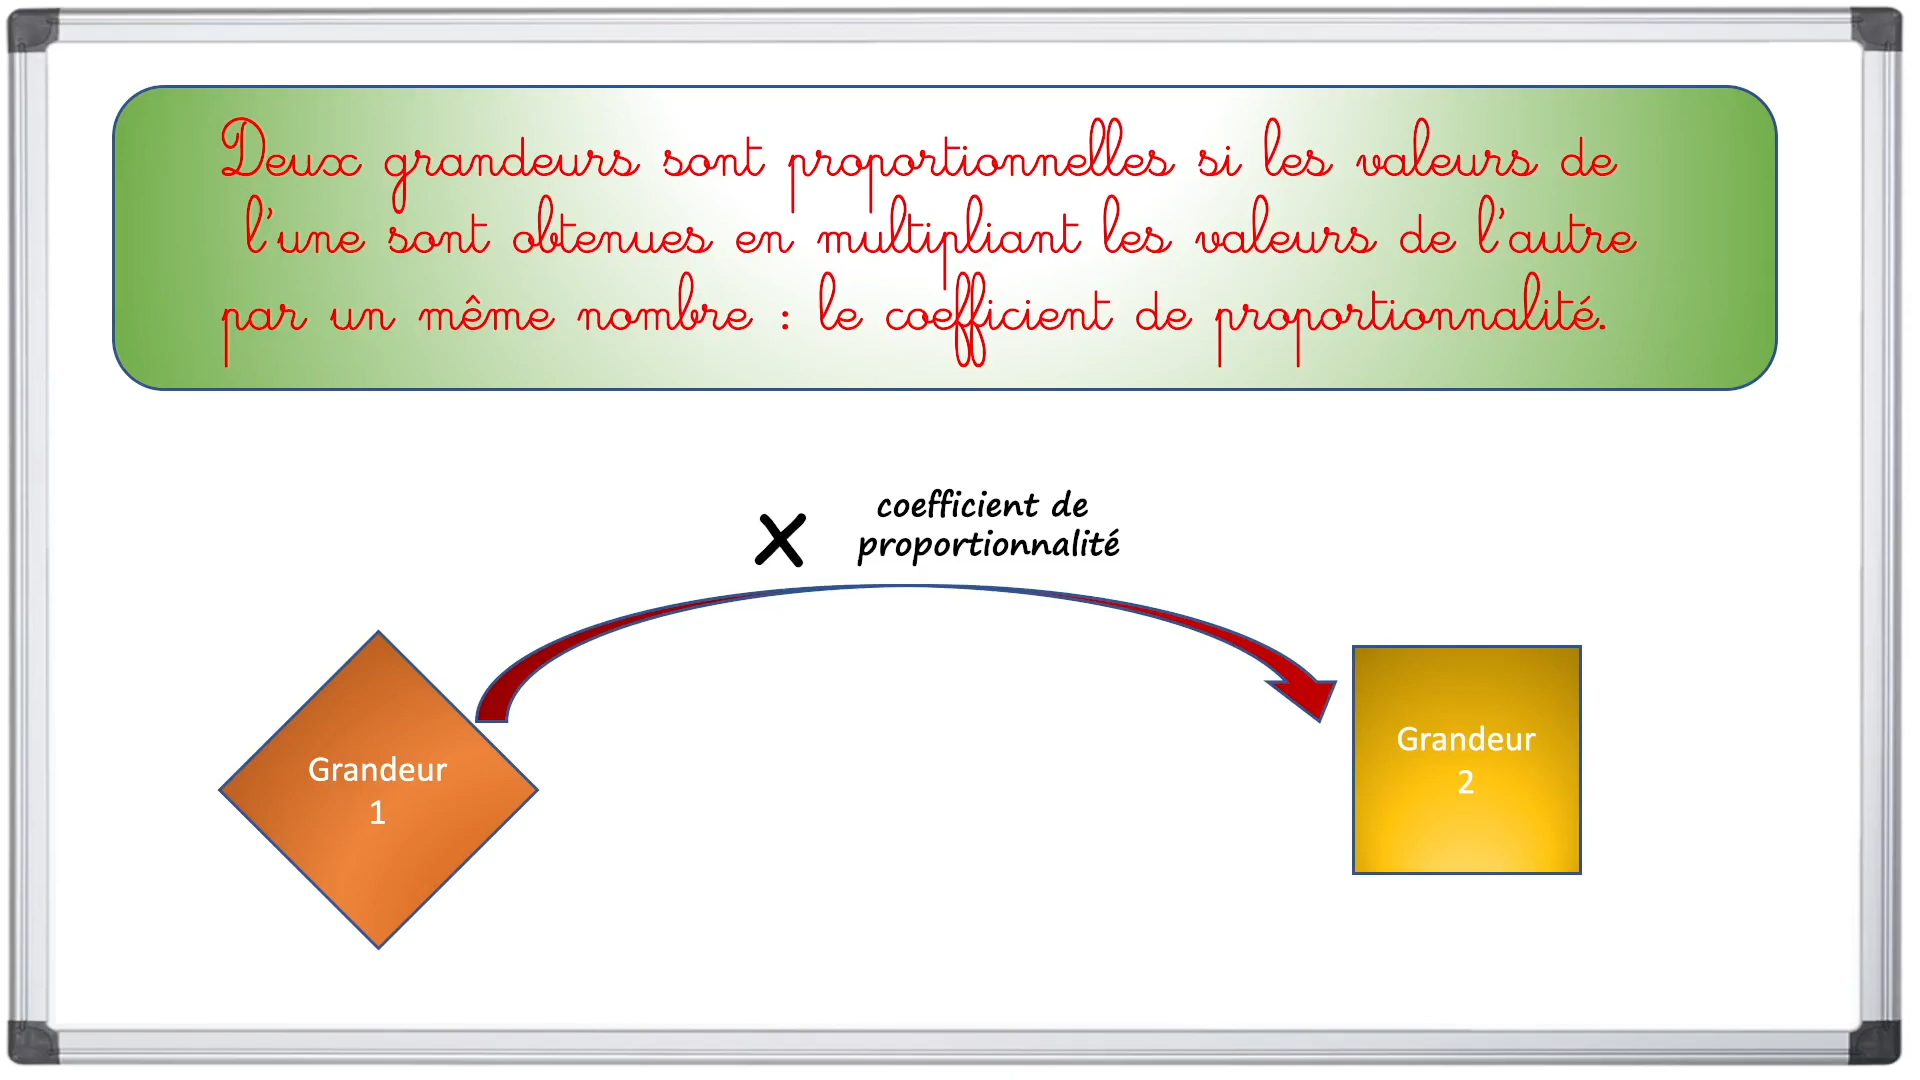 Deux grandeurs sont proportionnelles si les valeurs de
l'une sont obtenues en multipliant les valeurs de l'autre
par un même nombre : le coefficient de proportionnalité.
× coefficient de
proportionnalité
Grandeur
1
Grandeur
2